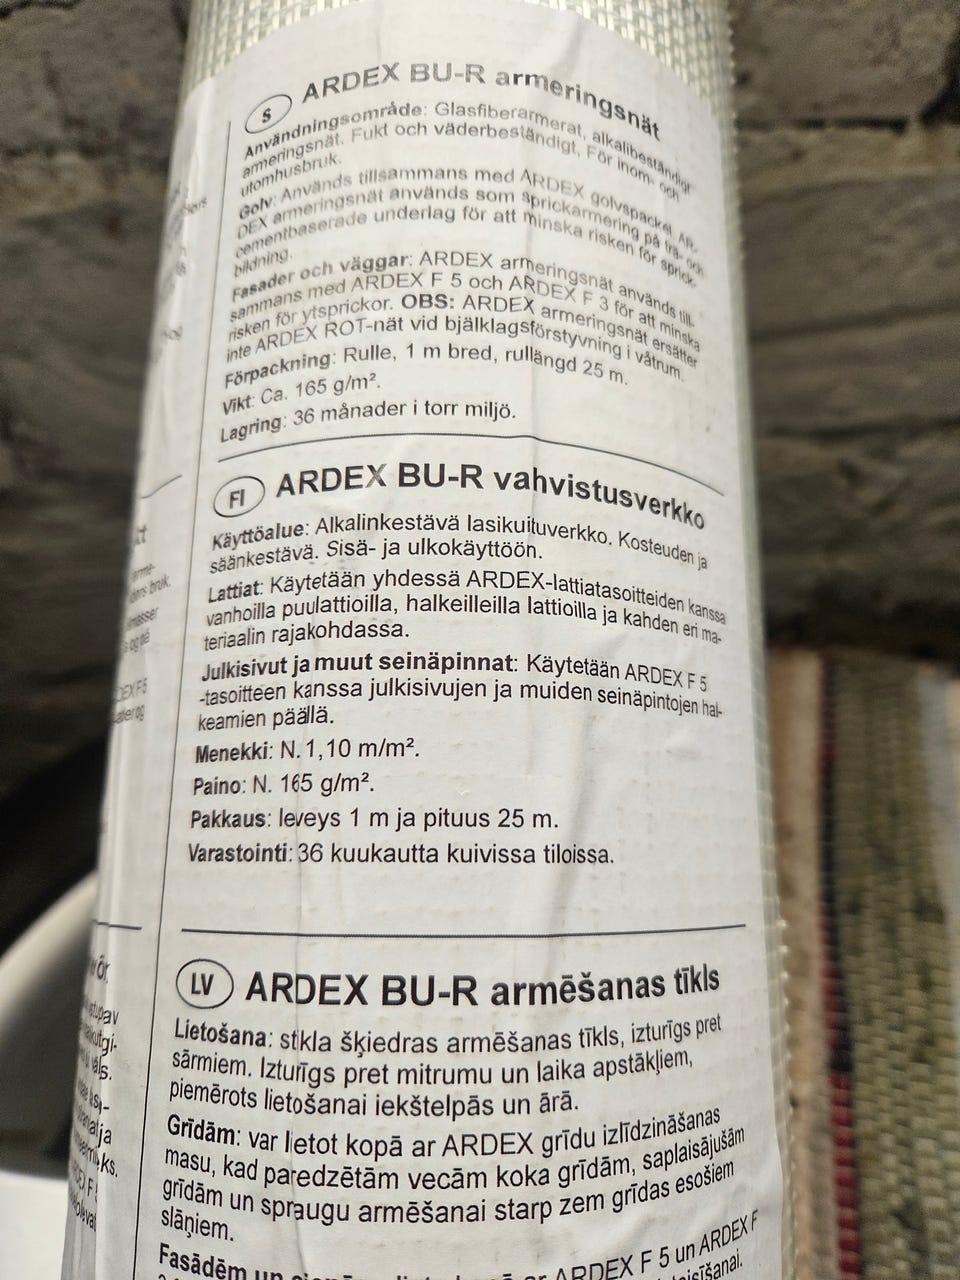 S ARDEX BU-R armeringsnät
Användningsområde: Glasfiberarmerat, alkalibeständigt
armeringsnät. Fukt och väderbeständigt, För inom- och
utomhusbruk.
Golv: Används tillsammans med ARDEX golvspackel. AR-
DEX armeringsnät används som sprickarmering på trä- och
cementbaserade underlag för att minska risken för sprick-
bildning.
Fasader och väggar: ARDEX armeringsnät används till-
sammans med ARDEX F 5 och ARDEX F 3 för att minska
risken för ytsprickor. OBS: ARDEX armeringsnät ersätter
inte ARDEX ROT-nät vid bjälklagsförstyvning i våtrum.
Förpackning: Rulle, 1 m bred, rullängd 25 m.
Vikt: Ca. 165 g/m².
Lagring: 36 månader i torr miljö.
FI ARDEX BU-R vahvistusverkko
Käyttöalue: Alkalinkestävä lasikuituverkko. Kosteuden ja
säänkestävä. Sisä- ja ulkokäyttöön.
Lattiat: Käytetään yhdessä ARDEX-lattiatasoitteiden kanssa
vanhoilla puulattioilla, halkeilleilla lattioilla ja kahden eri ma-
teriaalin rajakohdassa.
Julkisivut ja muut seinäpinnat: Käytetään ARDEX F 5
-tasoitteen kanssa julkisivujen ja muiden seinäpintojen hal-
keamien päällä.
Menekki: N. 1,10 m/m².
Paino: N. 165 g/m².
Pakkaus: leveys 1 m ja pituus 25 m.
Varastointi: 36 kuukautta kuivissa tiloissa.
LV ARDEX BU-R armēšanas tīkls
Lietošana: stikla šķiedras armēšanas tīkls, izturīgs pret
sārmiem. Izturīgs pret mitrumu un laika apstākļiem,
piemērots lietošanai iekštelpās un ārā.
Grīdām: var lietot kopā ar ARDEX grīdu izlīdzināšanas
masu, kad paredzētām vecām koka grīdām, saplaisājušām
grīdām un spraugu armēšanai starp zem grīdas esošiem
slāņiem.
Fasādēm un ar ARDEX F 5 un ARDEX F